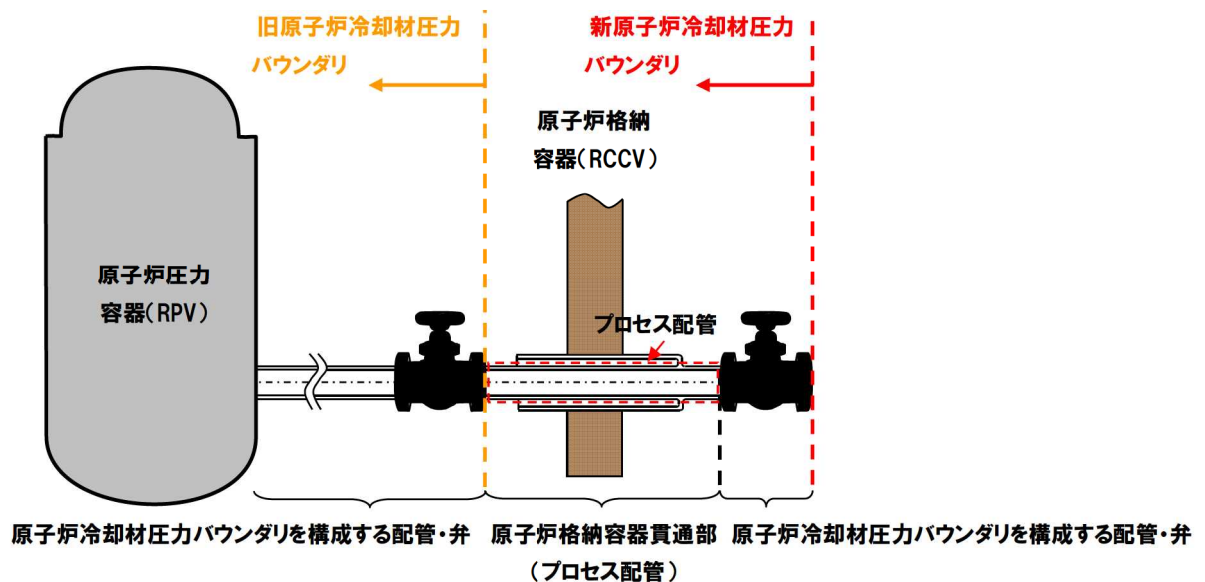 旧原子炉冷却材圧力
バウンダリ
新原子炉冷却材圧力
バウンダリ
原子炉格納
容器(RCCV)
原子炉圧力
容器(RPV)
プロセス配管
原子炉冷却材圧力バウンダリを構成する配管・弁
原子炉格納容器貫通部
(プロセス配管)
原子炉冷却材圧力バウンダリを構成する配管・弁